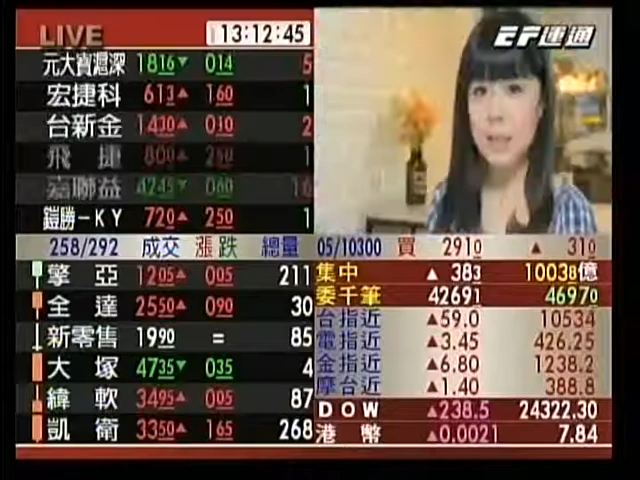 LIVE 13:12:45
EF連通
元大寶滬深 1816▼ 014 5
宏捷科 613▲ 160 1
台新金 1430▲ 010 2
飛捷 800▲ 250 1
嘉聯益 4245▼ 060 16
鎧勝-KY 720▲ 250 1
258/292 成交 漲跌 總量
05/10300 買 2910 ▲ 310
擎亞 1205▲ 005 211
集中 ▲ 383 10038億
全達 2550▲ 090 30
委千筆 42691 46970
台指近 ▲59.0 10534
新零售 1990 = 85
電指近 ▲3.45 426.25
大塚 4735▼ 035 4
金指近 ▲6.80 1238.2
摩台近 ▲1.40 388.8
緯軟 3495▲ 005 87
DOW ▲238.5 24322.30
凱衛 3350▲ 165 268
港幣 ▲0.0021 7.84